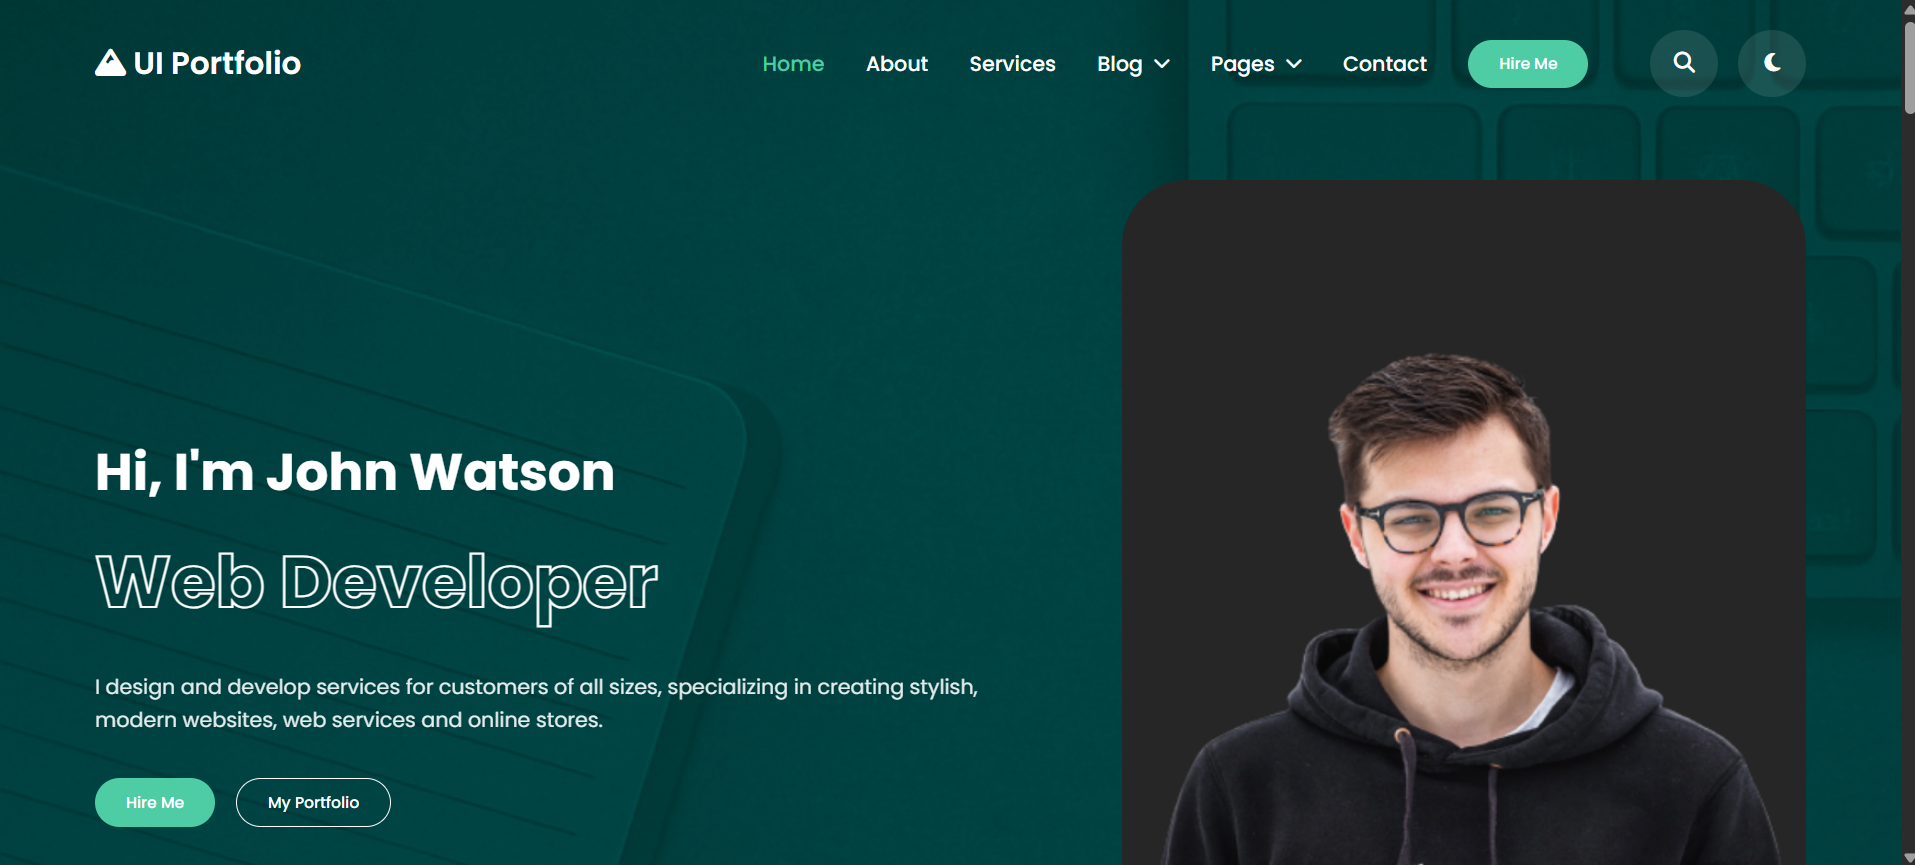 UI Portfolio
Home About Services Blog Pages Contact Hire Me
Hi, I'm John Watson
Web Developer
I design and develop services for customers of all sizes, specializing in creating stylish,
modern websites, web services and online stores.
Hire Me My Portfolio